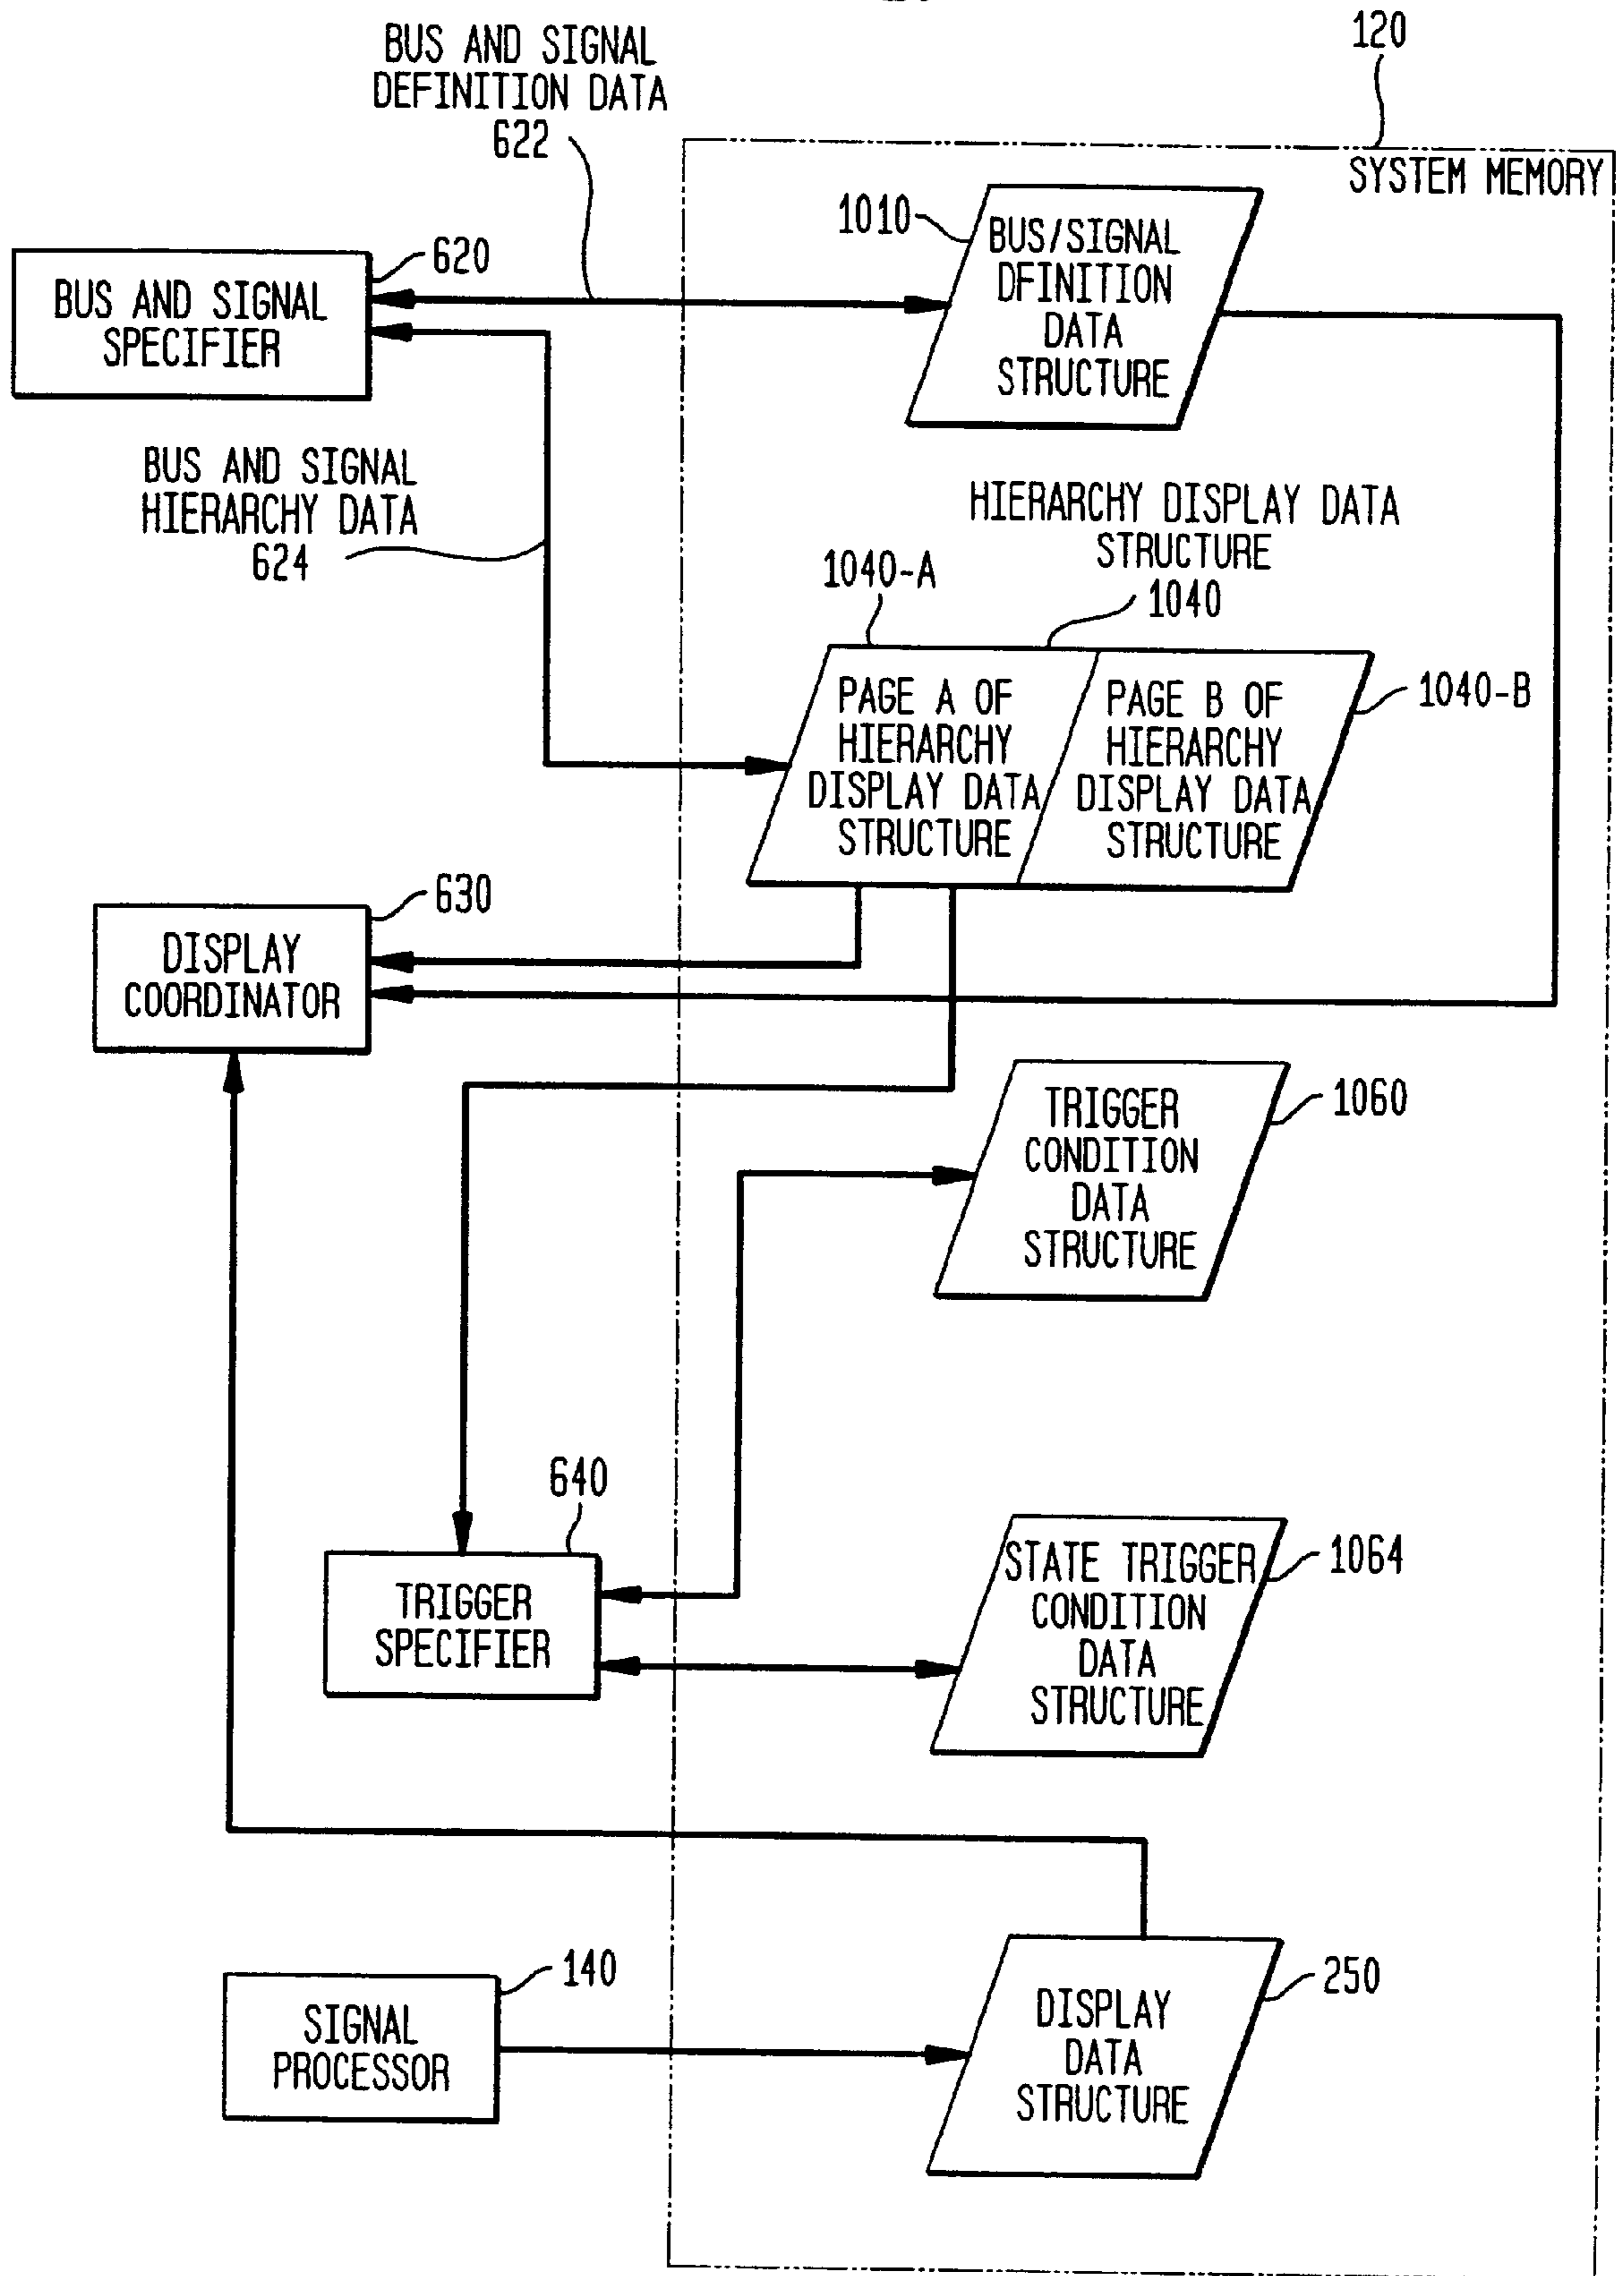 120
BUS AND SIGNAL
DEFINITION DATA
622
SYSTEM MEMORY
1010
BUS/SIGNAL
DFINITION
DATA
STRUCTURE
620
BUS AND SIGNAL
SPECIFIER
BUS AND SIGNAL
HIERARCHY DATA
624
HIERARCHY DISPLAY DATA
STRUCTURE
1040
1040-A
PAGE A OF
HIERARCHY
DISPLAY DATA
STRUCTURE
PAGE B OF
HIERARCHY
DISPLAY DATA
STRUCTURE
1040-B
630
DISPLAY
COORDINATOR
TRIGGER
CONDITION
DATA
STRUCTURE
1060
640
TRIGGER
SPECIFIER
STATE TRIGGER
CONDITION
DATA
STRUCTURE
1064
140
SIGNAL
PROCESSOR
DISPLAY
DATA
STRUCTURE
250